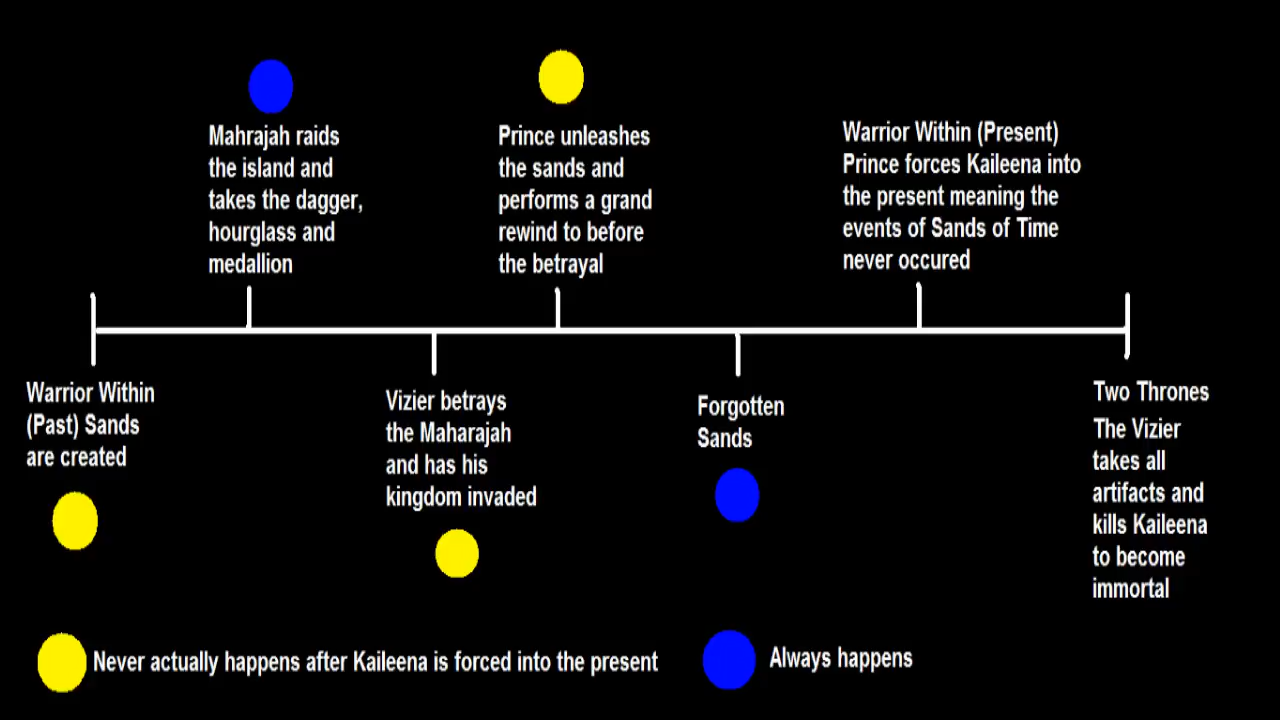 Mahrajah raids
the island and
takes the dagger,
hourglass and
medallion
Prince unleashes
the sands and
performs a grand
rewind to before
the betrayal
Warrior Within (Present)
Prince forces Kaileena into
the present meaning the
events of Sands of Time
never occured
Warrior Within
(Past) Sands
are created
Vizier betrays
the Maharajah
and has his
kingdom invaded
Forgotten
Sands
Two Thrones
The Vizier
takes all
artifacts and
kills Kaileena
to become
immortal
Never actually happens after Kaileena is forced into the present
Always happens